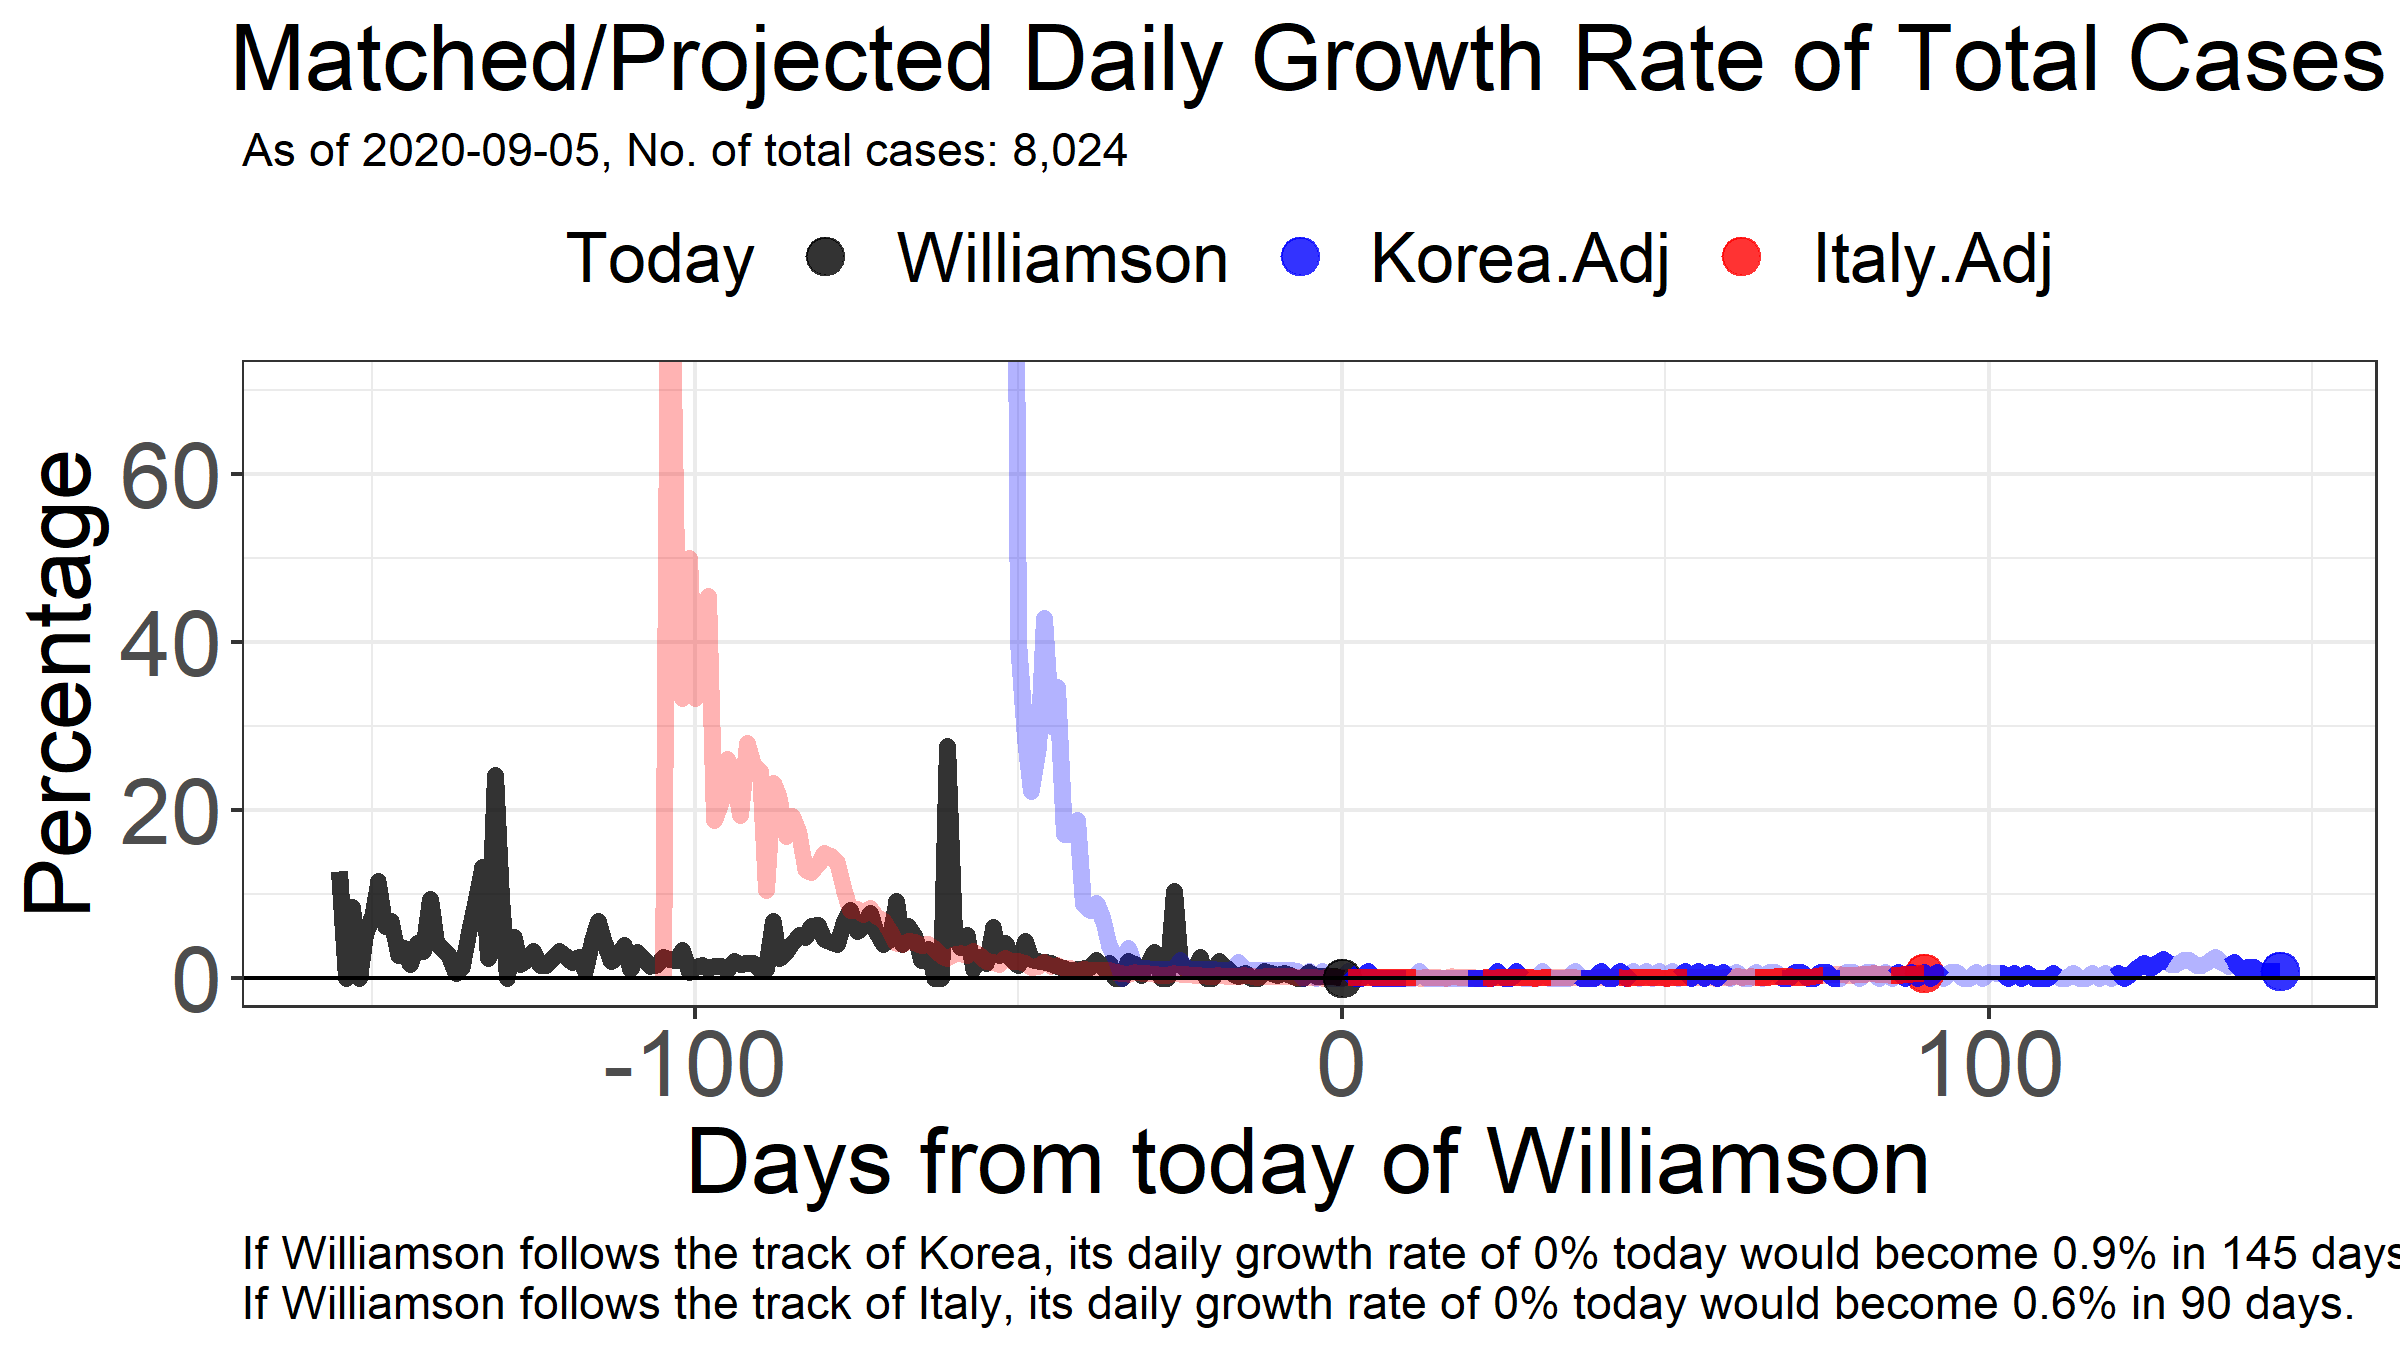 Matched/Projected Daily Growth Rate of Total Cases
As of 2020-09-05, No. of total cases: 8,024
Today Williamson Korea.Adj Italy.Adj
Percentage
60
40
20
0
-100 0 100
Days from today of Williamson
If Williamson follows the track of Korea, its daily growth rate of 0% today would become 0.9% in 145 days
If Williamson follows the track of Italy, its daily growth rate of 0% today would become 0.6% in 90 days.